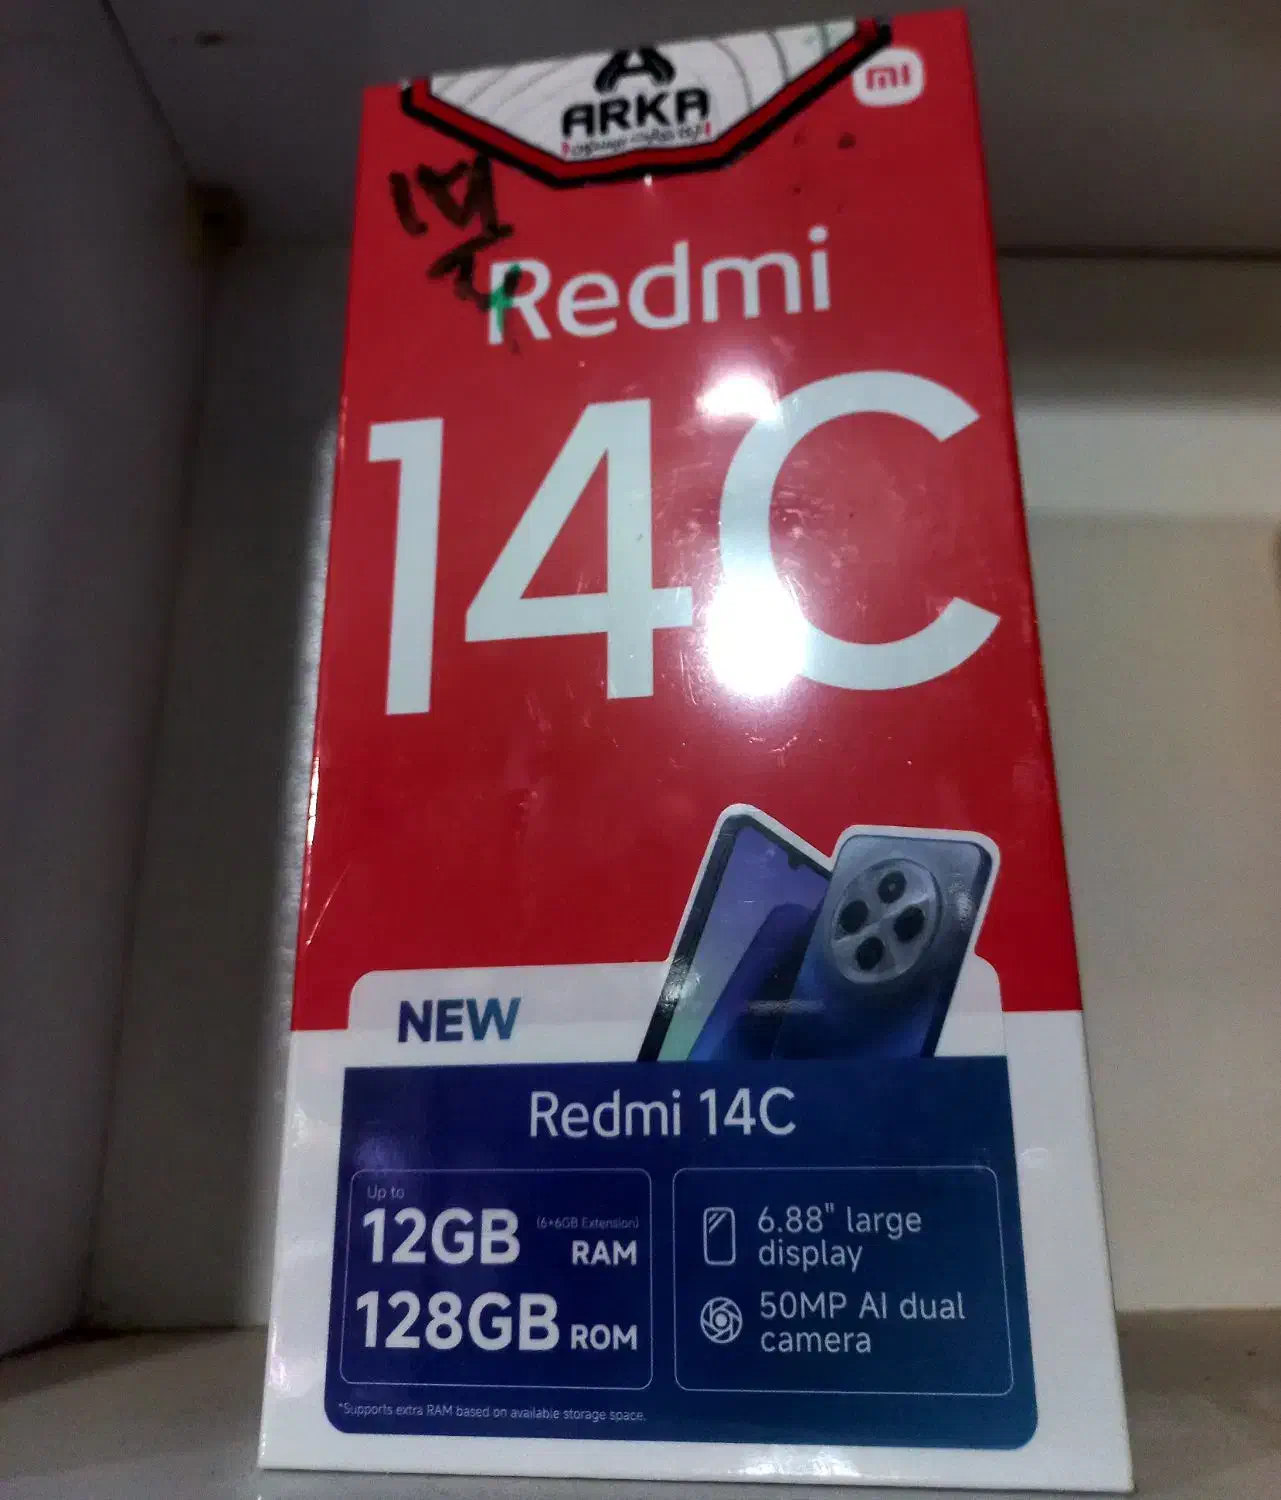 mi
ARKA
Redmi
14C
NEW
Redmi 14C
Up to
12GB (6+6GB Extension) RAM
128GB ROM
6.88" large
display
50MP AI dual
camera
*Supports extra RAM based on available storage space.